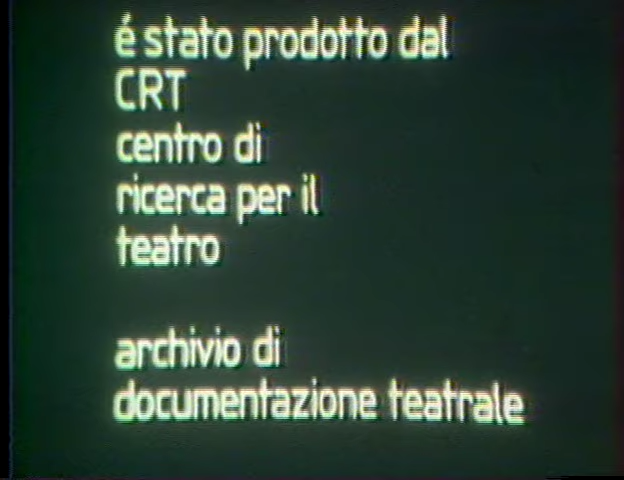 é stato prodotto dal
CRT
centro di
ricerca per il
teatro
archivio di
documentazione teatrale